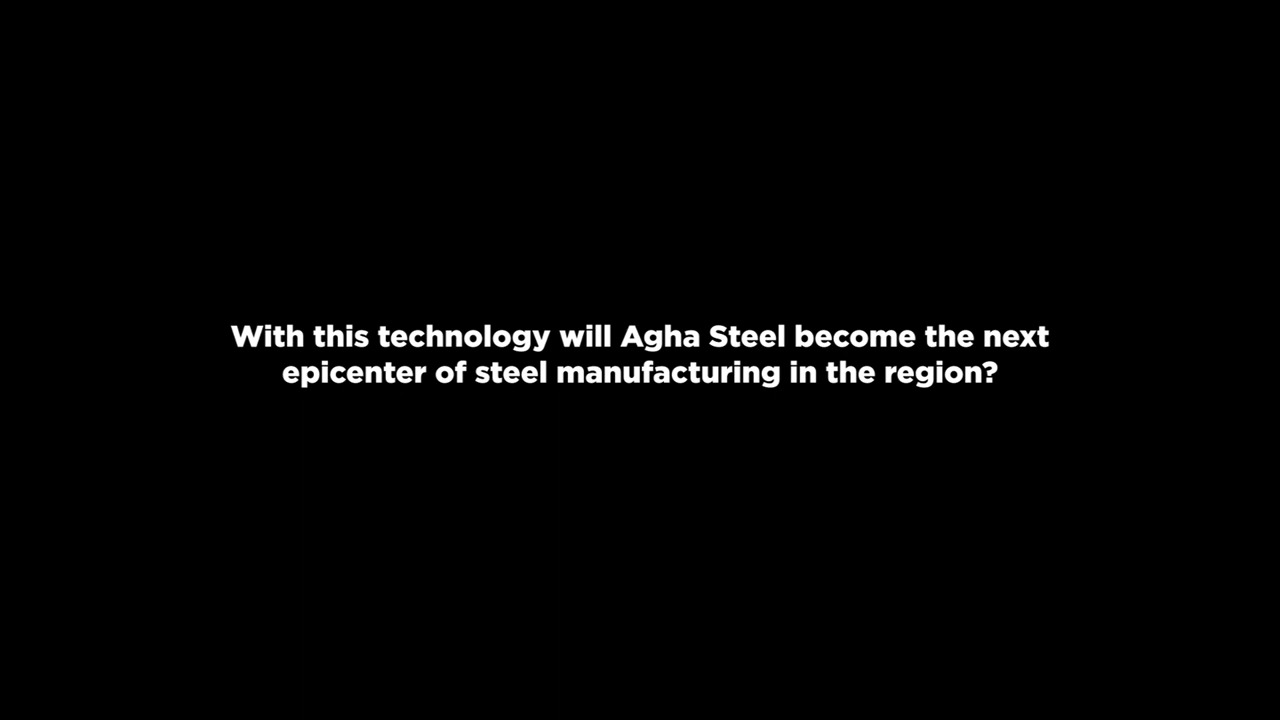 With this technology will Agha Steel become the next
epicenter of steel manufacturing in the region?